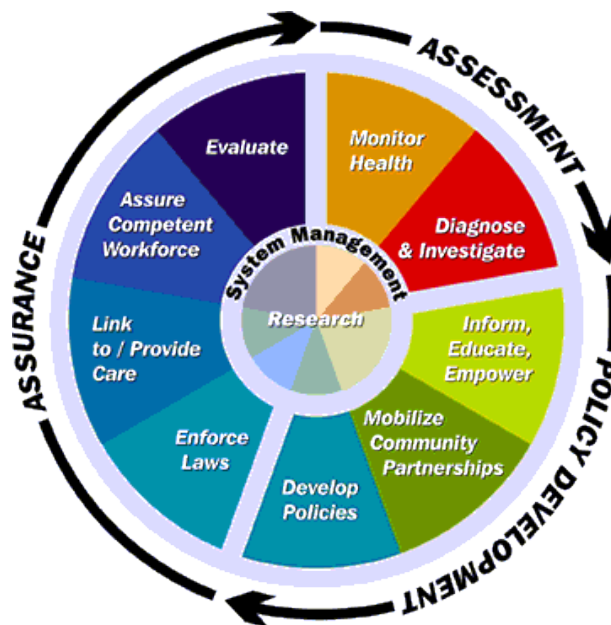 ASSESSMENT
Monitor
Health
Diagnose
& Investigate
POLICY DEVELOPMENT
Inform,
Educate,
Empower
Mobilize
Community
Partnerships
Develop
Policies
ASSURANCE
Enforce
Laws
Link
to / Provide
Care
Assure
Competent
Workforce
Evaluate
System Management
Research